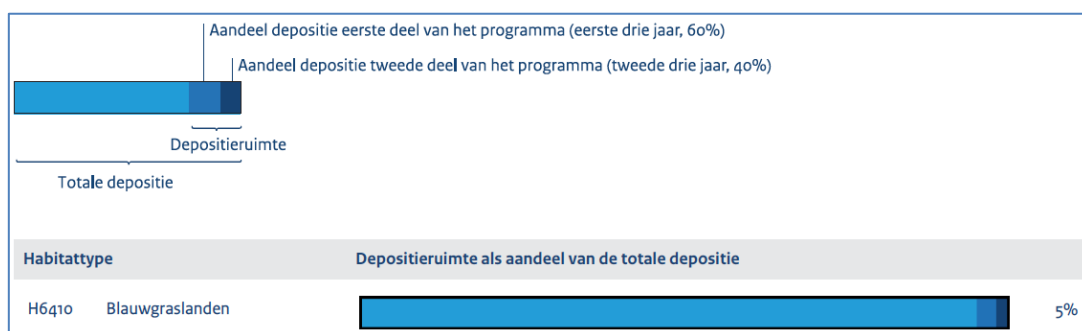 Aandeel depositie eerste deel van het programma (eerste drie jaar, 60%)
Aandeel depositie tweede deel van het programma (tweede drie jaar, 40%)
Depositieruimte
Totale depositie
Habitattype Depositieruimte als aandeel van de totale depositie
H6410 Blauwgraslanden 5%